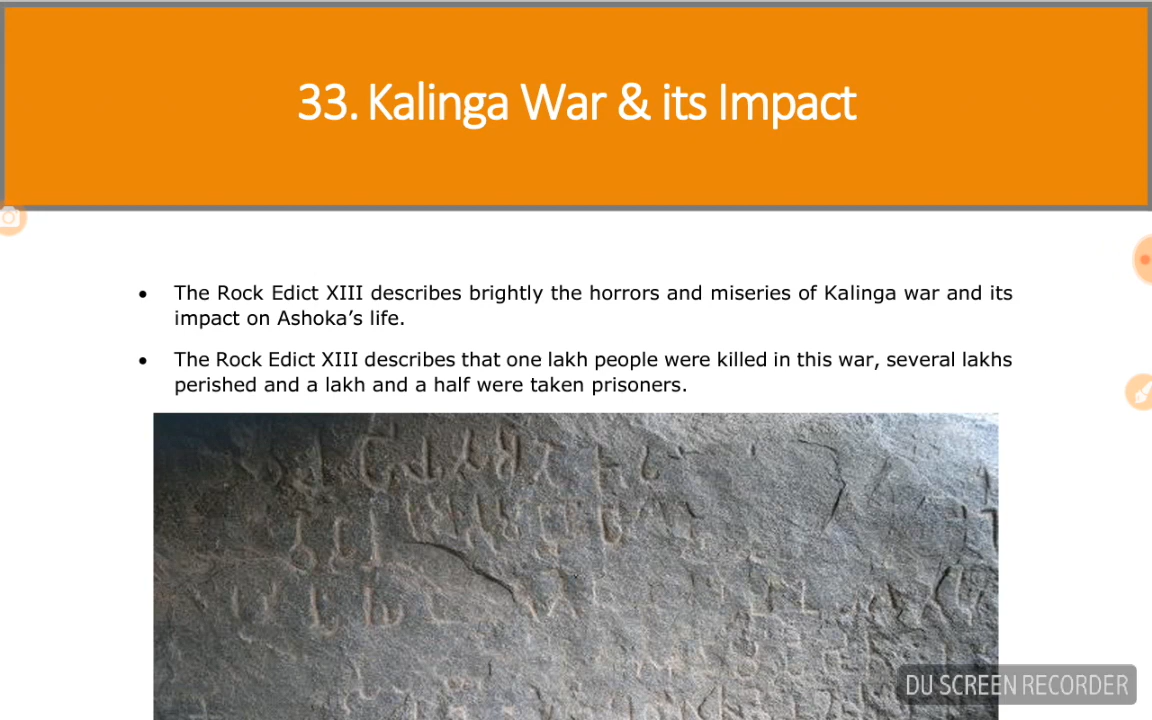 33. Kalinga War & its Impact
• The Rock Edict XIII describes brightly the horrors and miseries of Kalinga war and its
impact on Ashoka’s life.
• The Rock Edict XIII describes that one lakh people were killed in this war, several lakhs
perished and a lakh and a half were taken prisoners.
DU SCREEN RECORDER